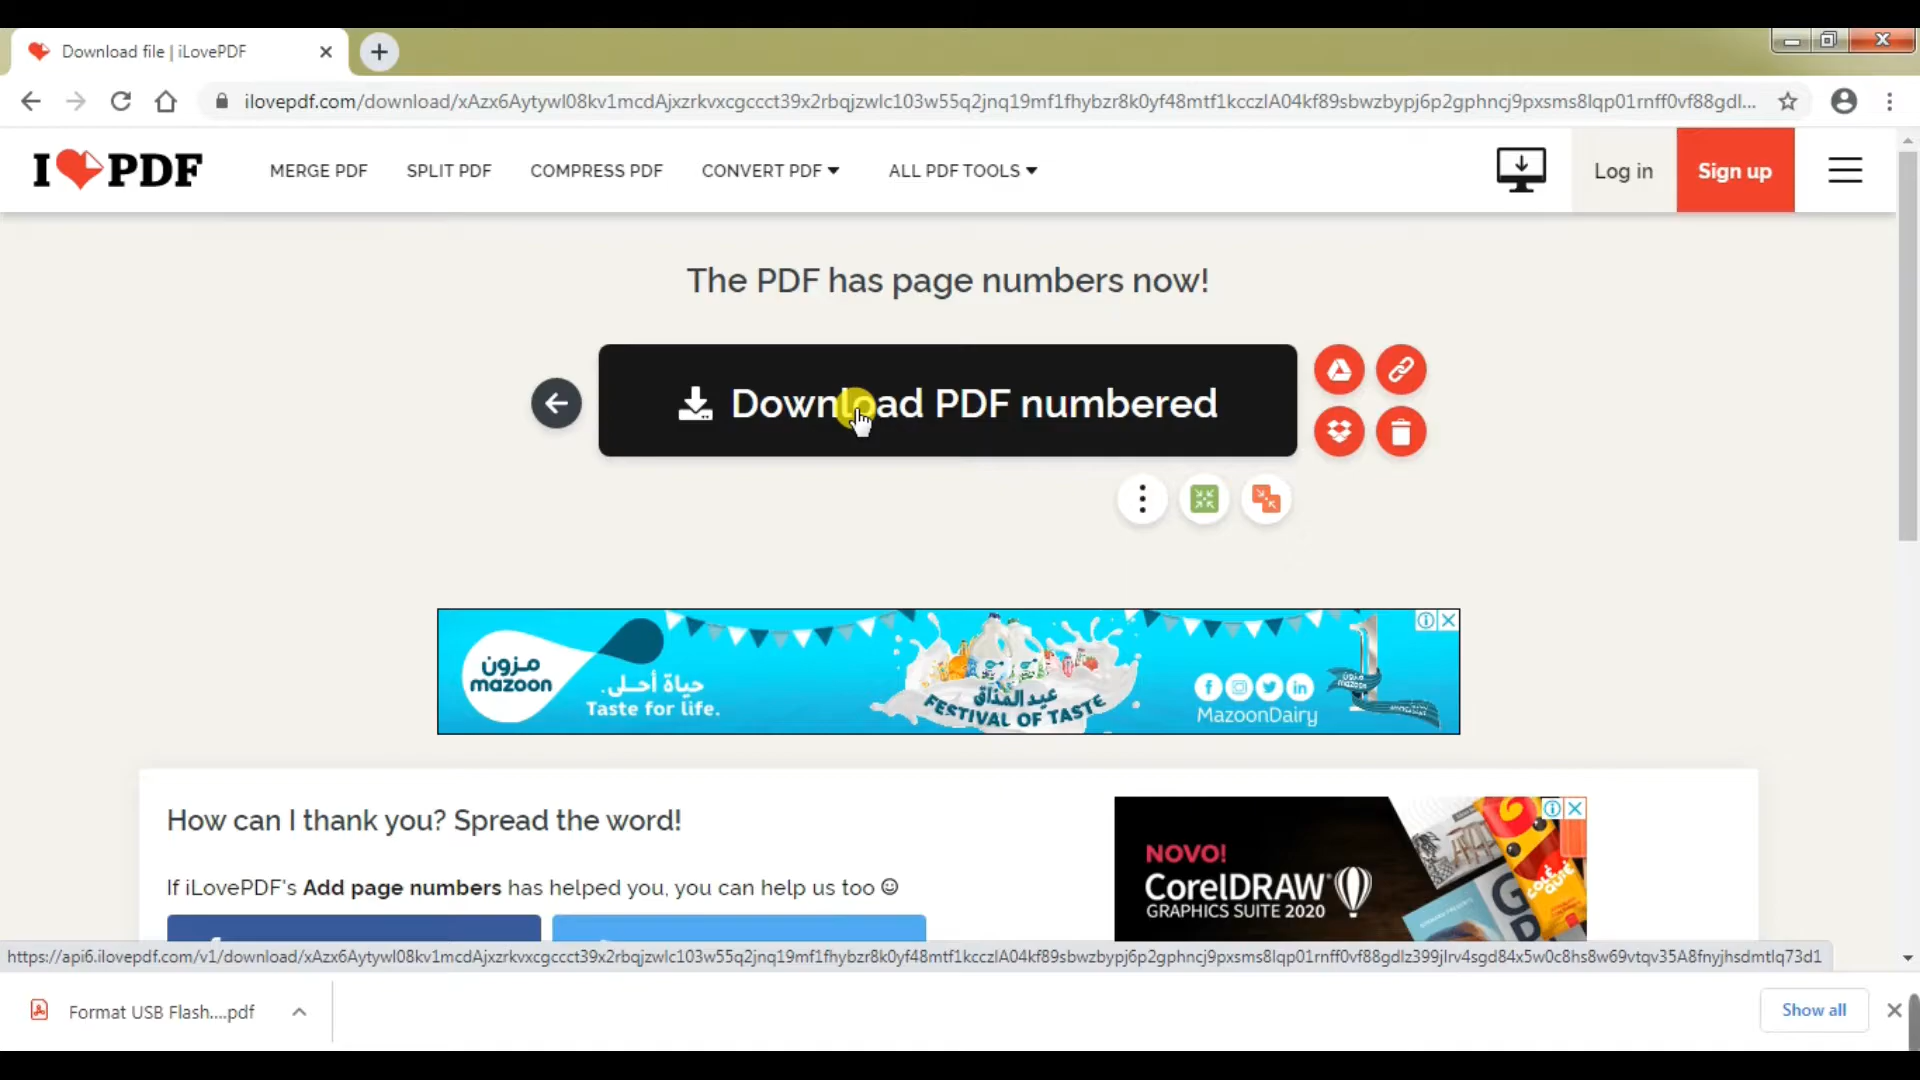 Download file | iLovePDF
ilovepdf.com/download/xAzx6Aytywl08kv1mcdAjxzrkvxcgccct39x2rbqjzwlc103w55q2jnq19mf1fhybzr8k0yf48mtf1kcczlA04kf89sbwzbypj6p2gphncj9pxsms8lqp01rnff0vf88gdl...
I PDF
MERGE PDF
SPLIT PDF
COMPRESS PDF
CONVERT PDF
ALL PDF TOOLS
Log in
Sign up
The PDF has page numbers now!
Download PDF numbered
مزون
mazoon
حياة أحلى.
Taste for life.
عيد المذاق
FESTIVAL OF TASTE
MazoonDairy
How can I thank you? Spread the word!
If iLovePDF's Add page numbers has helped you, you can help us too
NOVO!
CorelDRAW
GRAPHICS SUITE 2020
https://api6.ilovepdf.com/v1/download/xAzx6Aytywl08kv1mcdAjxzrkvxcgccct39x2rbqjzwlc103w55q2jnq19mf1fhybzr8k0yf48mtf1kcczlA04kf89sbwzbypj6p2gphncj9pxsms8lqp01rnff0vf88gdlz399jlrv4sgd84x5w0c8hs8w69vtqv35A8fnyjhsdmtlq73d1
Format USB Flash....pdf
Show all